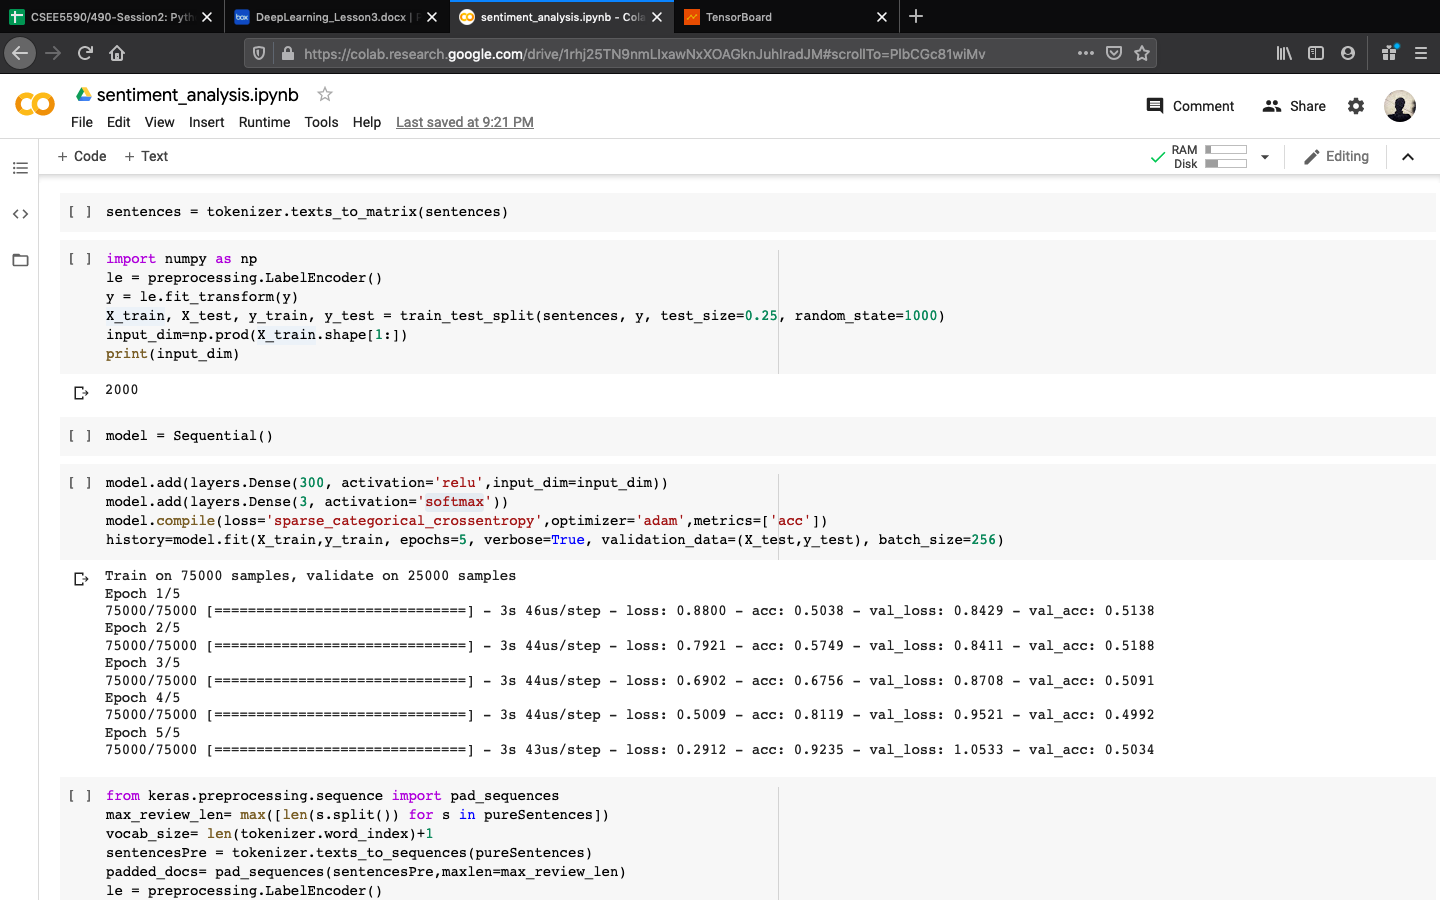 CSEE5590/490-Session2: Pyth
DeepLearning_Lesson3.docx | P
sentiment_analysis.ipynb - Cola
TensorBoard
https://colab.research.google.com/drive/1rhj25TN9nmLIxawNxXOAGknJuhIradJM#scrollTo=PlbCGc81wiMv
sentiment_analysis.ipynb
Comment
Share
File Edit View Insert Runtime Tools Help Last saved at 9:21 PM
+ Code + Text
RAM
Disk
Editing
[ ] sentences = tokenizer.texts_to_matrix(sentences)
[ ] import numpy as np
le = preprocessing.LabelEncoder()
y = le.fit_transform(y)
X_train, X_test, y_train, y_test = train_test_split(sentences, y, test_size=0.25, random_state=1000)
input_dim=np.prod(X_train.shape[1:])
print(input_dim)
2000
[ ] model = Sequential()
[ ] model.add(layers.Dense(300, activation='relu',input_dim=input_dim))
model.add(layers.Dense(3, activation='softmax'))
model.compile(loss='sparse_categorical_crossentropy',optimizer='adam',metrics=['acc'])
history=model.fit(X_train,y_train, epochs=5, verbose=True, validation_data=(X_test,y_test), batch_size=256)
Train on 75000 samples, validate on 25000 samples
Epoch 1/5
75000/75000 [==============================] - 3s 46us/step - loss: 0.8800 - acc: 0.5038 - val_loss: 0.8429 - val_acc: 0.5138
Epoch 2/5
75000/75000 [==============================] - 3s 44us/step - loss: 0.7921 - acc: 0.5749 - val_loss: 0.8411 - val_acc: 0.5188
Epoch 3/5
75000/75000 [==============================] - 3s 44us/step - loss: 0.6902 - acc: 0.6756 - val_loss: 0.8708 - val_acc: 0.5091
Epoch 4/5
75000/75000 [==============================] - 3s 44us/step - loss: 0.5009 - acc: 0.8119 - val_loss: 0.9521 - val_acc: 0.4992
Epoch 5/5
75000/75000 [==============================] - 3s 43us/step - loss: 0.2912 - acc: 0.9235 - val_loss: 1.0533 - val_acc: 0.5034
[ ] from keras.preprocessing.sequence import pad_sequences
max_review_len= max([len(s.split()) for s in pureSentences])
vocab_size= len(tokenizer.word_index)+1
sentencesPre = tokenizer.texts_to_sequences(pureSentences)
padded_docs= pad_sequences(sentencesPre,maxlen=max_review_len)
le = preprocessing.LabelEncoder()